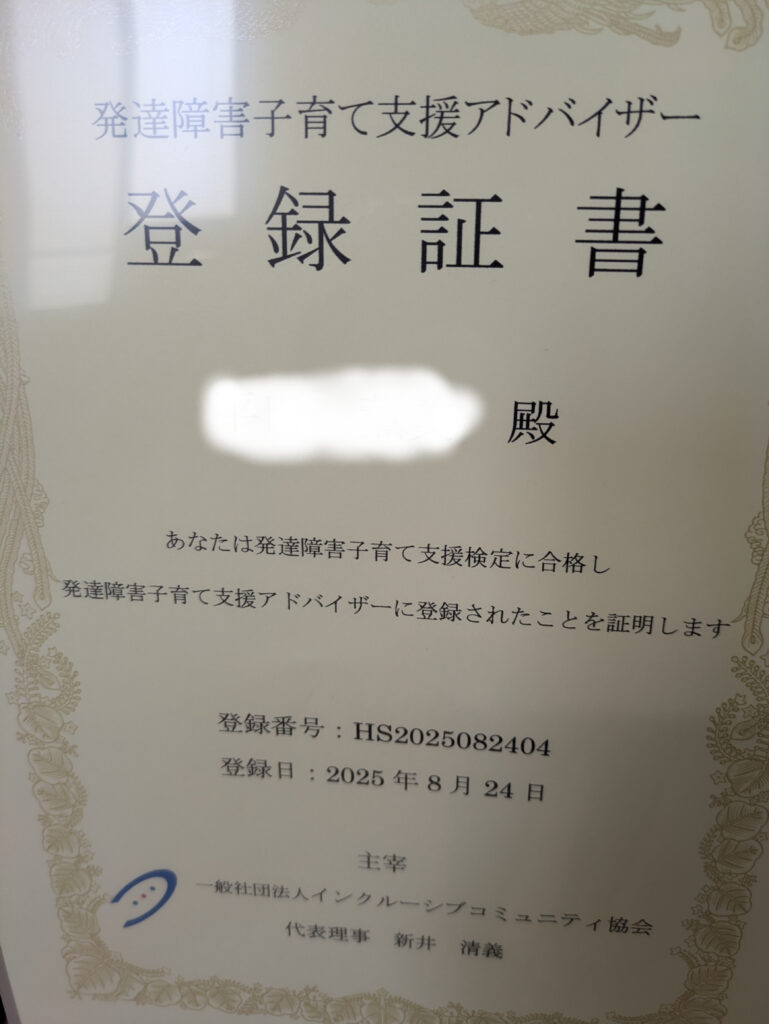 発達障害子育て支援アドバイザー
登録証書
殿
あなたは発達障害子育て支援検定に合格し
発達障害子育て支援アドバイザーに登録されたことを証明します
登録番号：HS2025082404
登録日：2025年8月24日
主宰
一般社団法人インクルーシブコミュニティ協会
代表理事 新井 清義